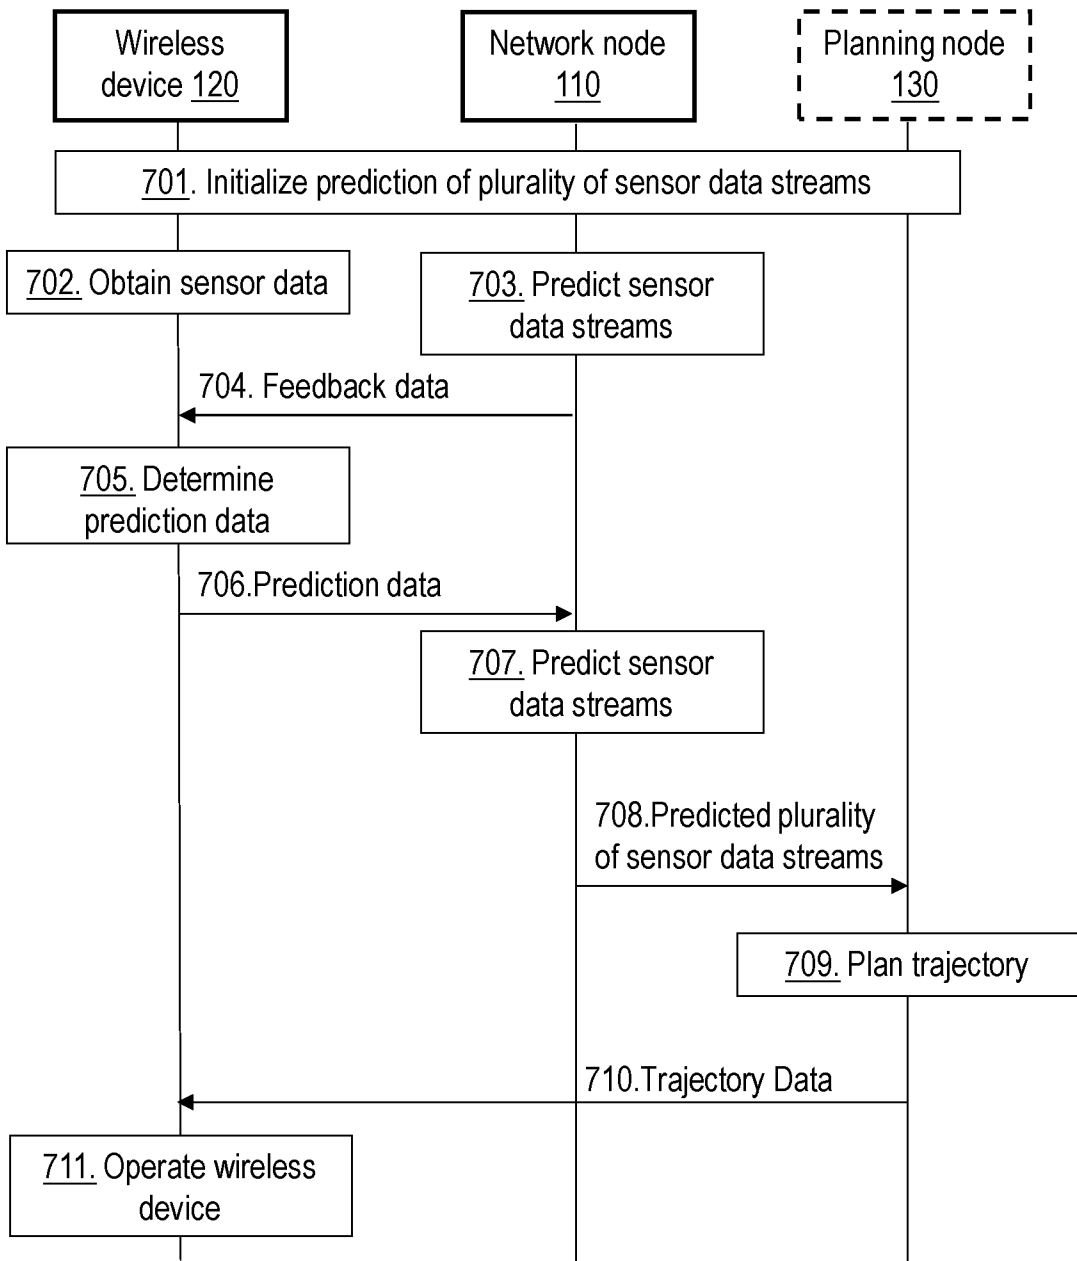 Wireless
device 120
Network node
110
Planning node
130
701. Initialize prediction of plurality of sensor data streams
702. Obtain sensor data
703. Predict sensor
data streams
704. Feedback data
705. Determine
prediction data
706.Prediction data
707. Predict sensor
data streams
708.Predicted plurality
of sensor data streams
709. Plan trajectory
710.Trajectory Data
711. Operate wireless
device